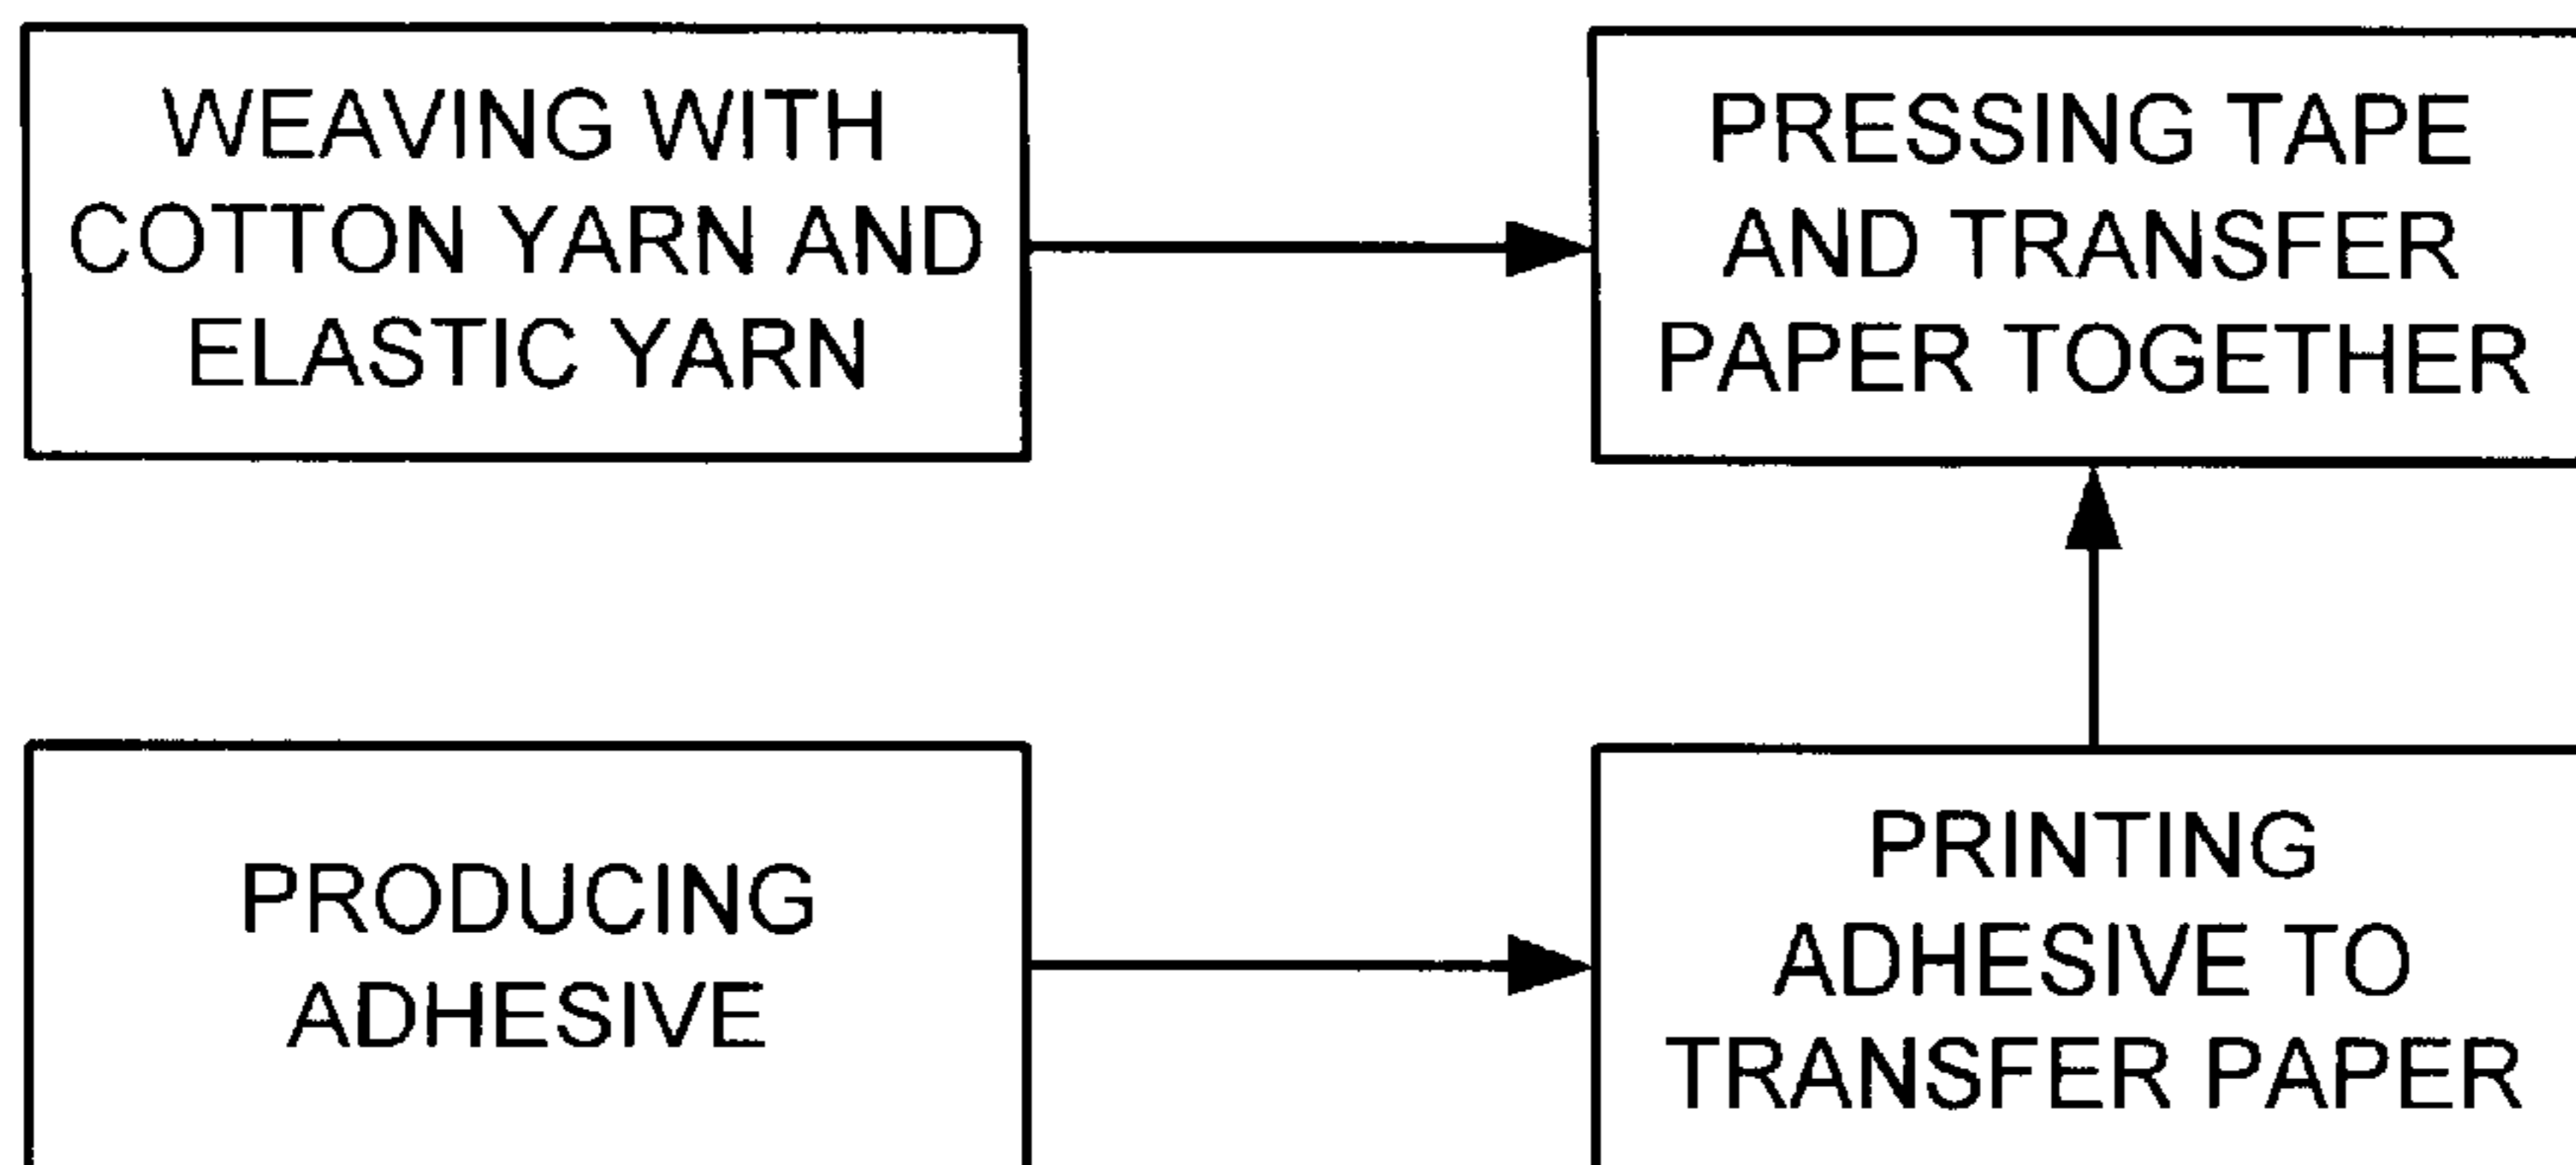 WEAVING WITH
COTTON YARN AND
ELASTIC YARN
PRESSING TAPE
AND TRANSFER
PAPER TOGETHER
PRODUCING
ADHESIVE
PRINTING
ADHESIVE TO
TRANSFER PAPER